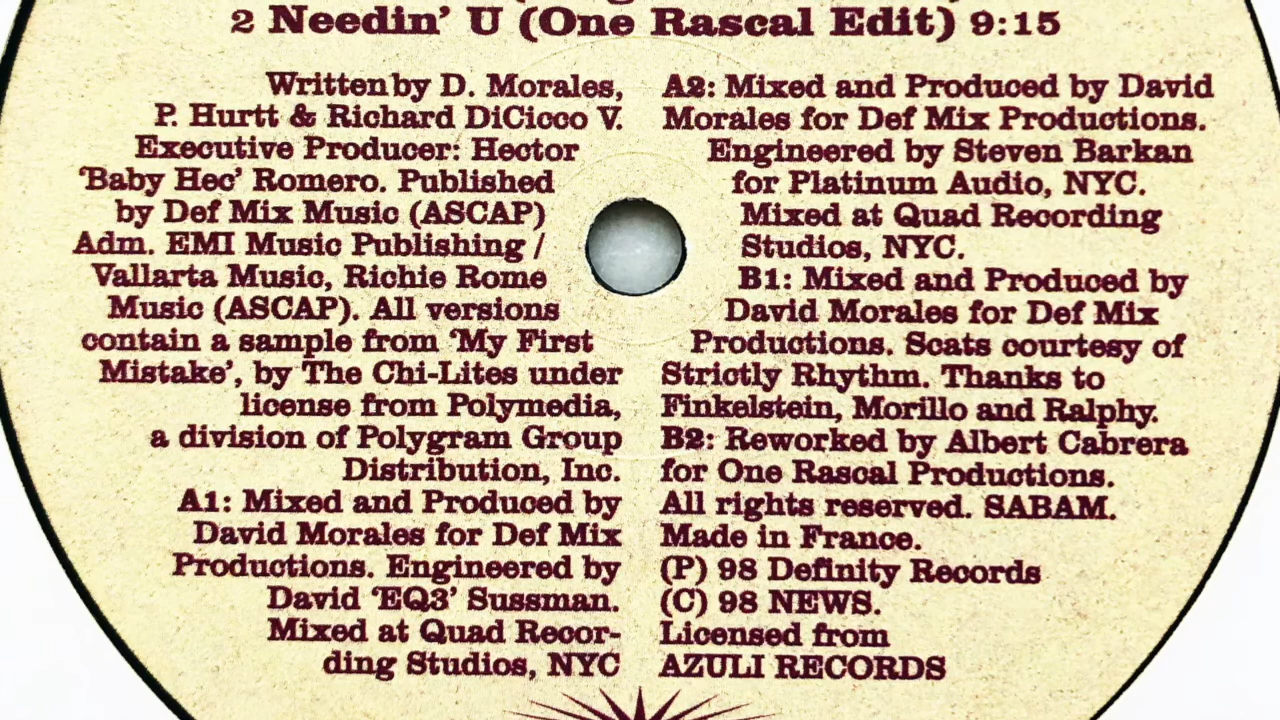 2 Needin' U (One Rascal Edit) 9:15
Written by D. Morales,
P. Hurtt & Richard DiCicco V.
Executive Producer: Hector
'Baby Hec' Romero. Published
by Def Mix Music (ASCAP)
Adm. EMI Music Publishing /
Vallarta Music, Richie Rome
Music (ASCAP). All versions
contain a sample from 'My First
Mistake', by The Chi-Lites under
license from Polymedia,
a division of Polygram Group
Distribution, Inc.
A1: Mixed and Produced by
David Morales for Def Mix
Productions. Engineered by
David 'EQ3' Sussman.
Mixed at Quad Recor-
ding Studios, NYC
A2: Mixed and Produced by David
Morales for Def Mix Productions.
Engineered by Steven Barkan
for Platinum Audio, NYC.
Mixed at Quad Recording
Studios, NYC.
B1: Mixed and Produced by
David Morales for Def Mix
Productions. Scats courtesy of
Strictly Rhythm. Thanks to
Finkelstein, Morillo and Ralphy.
B2: Reworked by Albert Cabrera
for One Rascal Productions.
All rights reserved. SABAM.
Made in France.
(P) 98 Definity Records
(C) 98 NEWS.
Licensed from
AZULI RECORDS